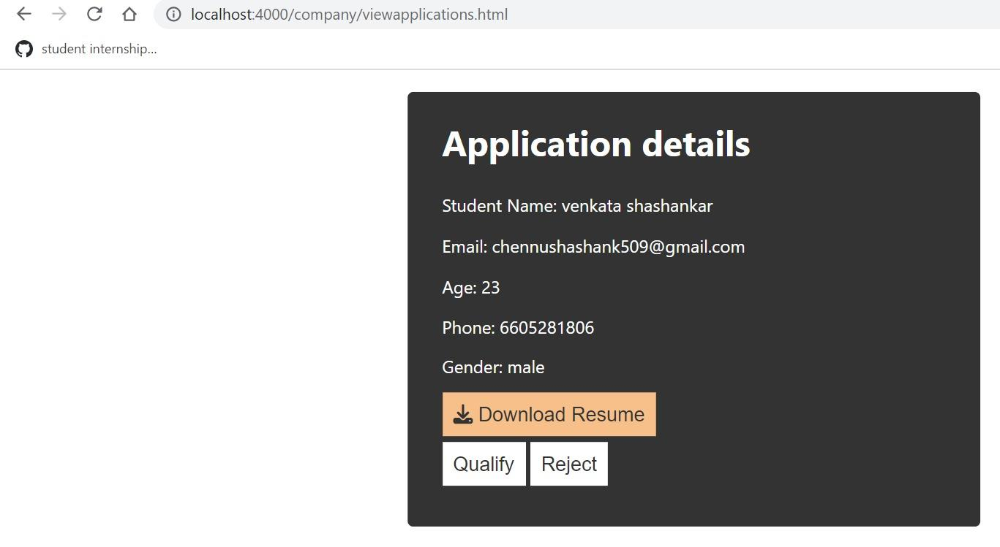 localhost:4000/company/viewapplications.html
student internship...
Application details
Student Name: venkata shashankar
Email: chennushashank509@gmail.com
Age: 23
Phone: 6605281806
Gender: male
Download Resume
Qualify Reject